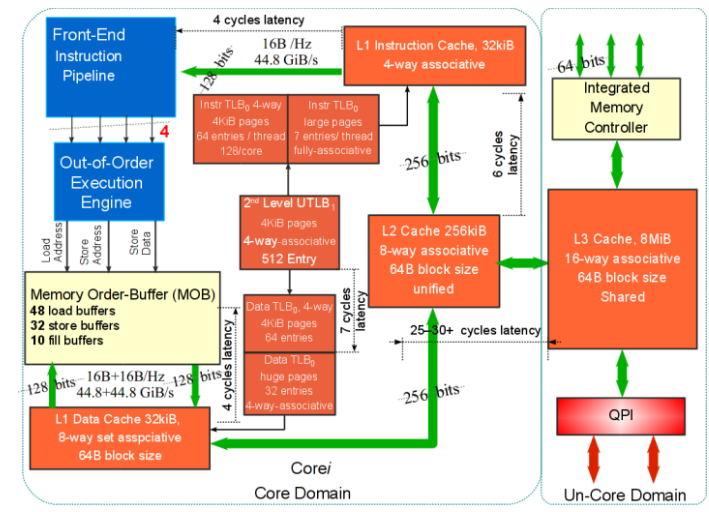 4 cycles latency
Front-End
Instruction
Pipeline
16B /Hz
44.8 GiB/s
128 bits
L1 Instruction Cache, 32kiB
4-way associative
64 bits
Integrated
Memory
Controller
Instr TLB0 4-way
4KiB pages
64 entries / thread
128/core
Instr TLB0
large pages
7 entries/thread
fully-associative
4
256 bits
6 cycles
latency
Out-of-Order
Execution
Engine
2nd Level UTLB1
4KiB pages
4-way-associative
512 Entry
Load
Address
Store
Address
Store
Data
L2 Cache 256kiB
8-way associative
64B block size
unified
L3 Cache, 8MiB
16-way associative
64B block size
Shared
Memory Order-Buffer (MOB)
48 load buffers
32 store buffers
10 fill buffers
Data TLB0, 4-way
4KiB pages
64 entries
7 cycles
latency
25–30+ cycles latency
4 cycles latency
Data TLB0
huge pages
32 entries
4-way-associative
128 bits
16B+16B/Hz
44.8+44.8 GiB/s
128 bits
256 bits
L1 Data Cache 32kiB,
8-way set asspciative
64B block size
QPI
Corei
Core Domain
Un-Core Domain